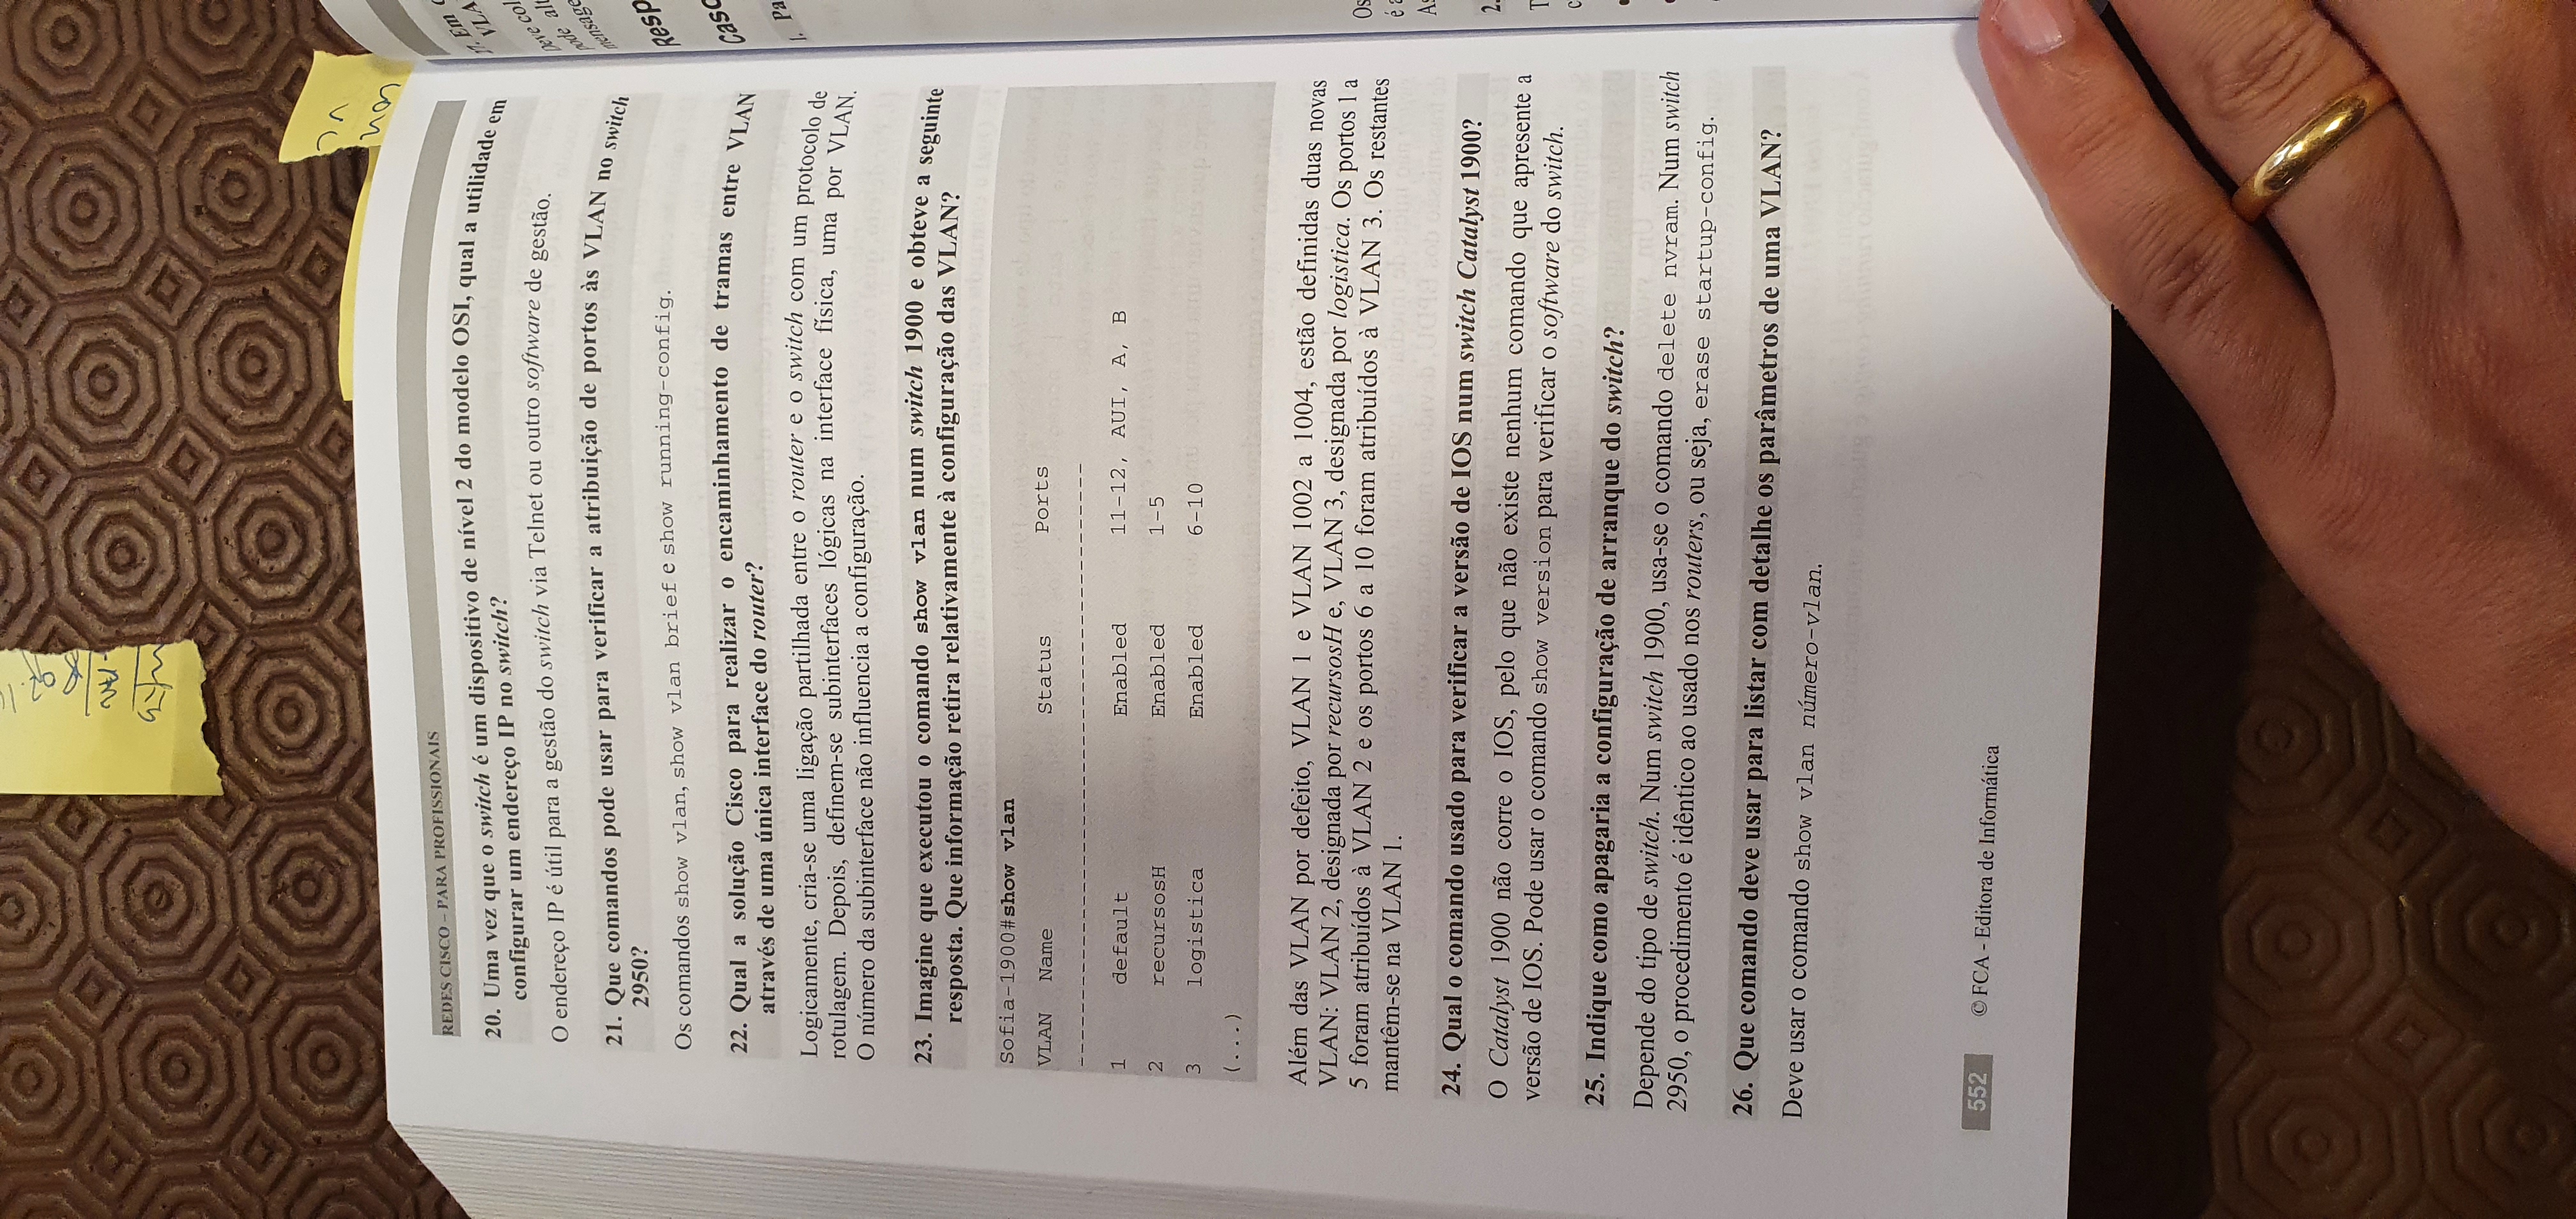 REDES CISCO – PARA PROFISSIONAIS
20. Uma vez que o switch é um dispositivo de nível 2 do modelo OSI, qual a utilidade em
configurar um endereço IP no switch?
O endereço IP é útil para a gestão do switch via Telnet ou outro software de gestão.
21. Que comandos pode usar para verificar a atribuição de portos às VLAN no switch
2950?
Os comandos show vlan, show vlan brief e show running-config.
22. Qual a solução Cisco para realizar o encaminhamento de tramas entre VLAN
através de uma única interface do router?
Logicamente, cria-se uma ligação partilhada entre o router e o switch com um protocolo de
rotulagem. Depois, definem-se subinterfaces lógicas na interface física, uma por VLAN.
O número da subinterface não influencia a configuração.
23. Imagine que executou o comando show vlan num switch 1900 e obteve a seguinte
resposta. Que informação retira relativamente à configuração das VLAN?
Sofia-1900#show vlan
VLAN Name Status Ports
---------------------------------------------
1 default Enabled 11-12, AUI, A, B
2 recursosH Enabled 1-5
3 logistica Enabled 6-10
(...)
Além das VLAN por defeito, VLAN 1 e VLAN 1002 a 1004, estão definidas duas novas
VLAN: VLAN 2, designada por recursosH e, VLAN 3, designada por logistica. Os portos 1 a
5 foram atribuídos à VLAN 2 e os portos 6 a 10 foram atribuídos à VLAN 3. Os restantes
mantêm-se na VLAN 1.
24. Qual o comando usado para verificar a versão de IOS num switch Catalyst 1900?
O Catalyst 1900 não corre o IOS, pelo que não existe nenhum comando que apresente a
versão de IOS. Pode usar o comando show version para verificar o software do switch.
25. Indique como apagaria a configuração de arranque do switch?
Depende do tipo de switch. Num switch 1900, usa-se o comando delete nvram. Num switch
2950, o procedimento é idêntico ao usado nos routers, ou seja, erase startup-config.
26. Que comando deve usar para listar com detalhe os parâmetros de uma VLAN?
Deve usar o comando show vlan número-vlan.
552 © FCA - Editora de Informática
Em
Deve
pode
1.
Os
2.